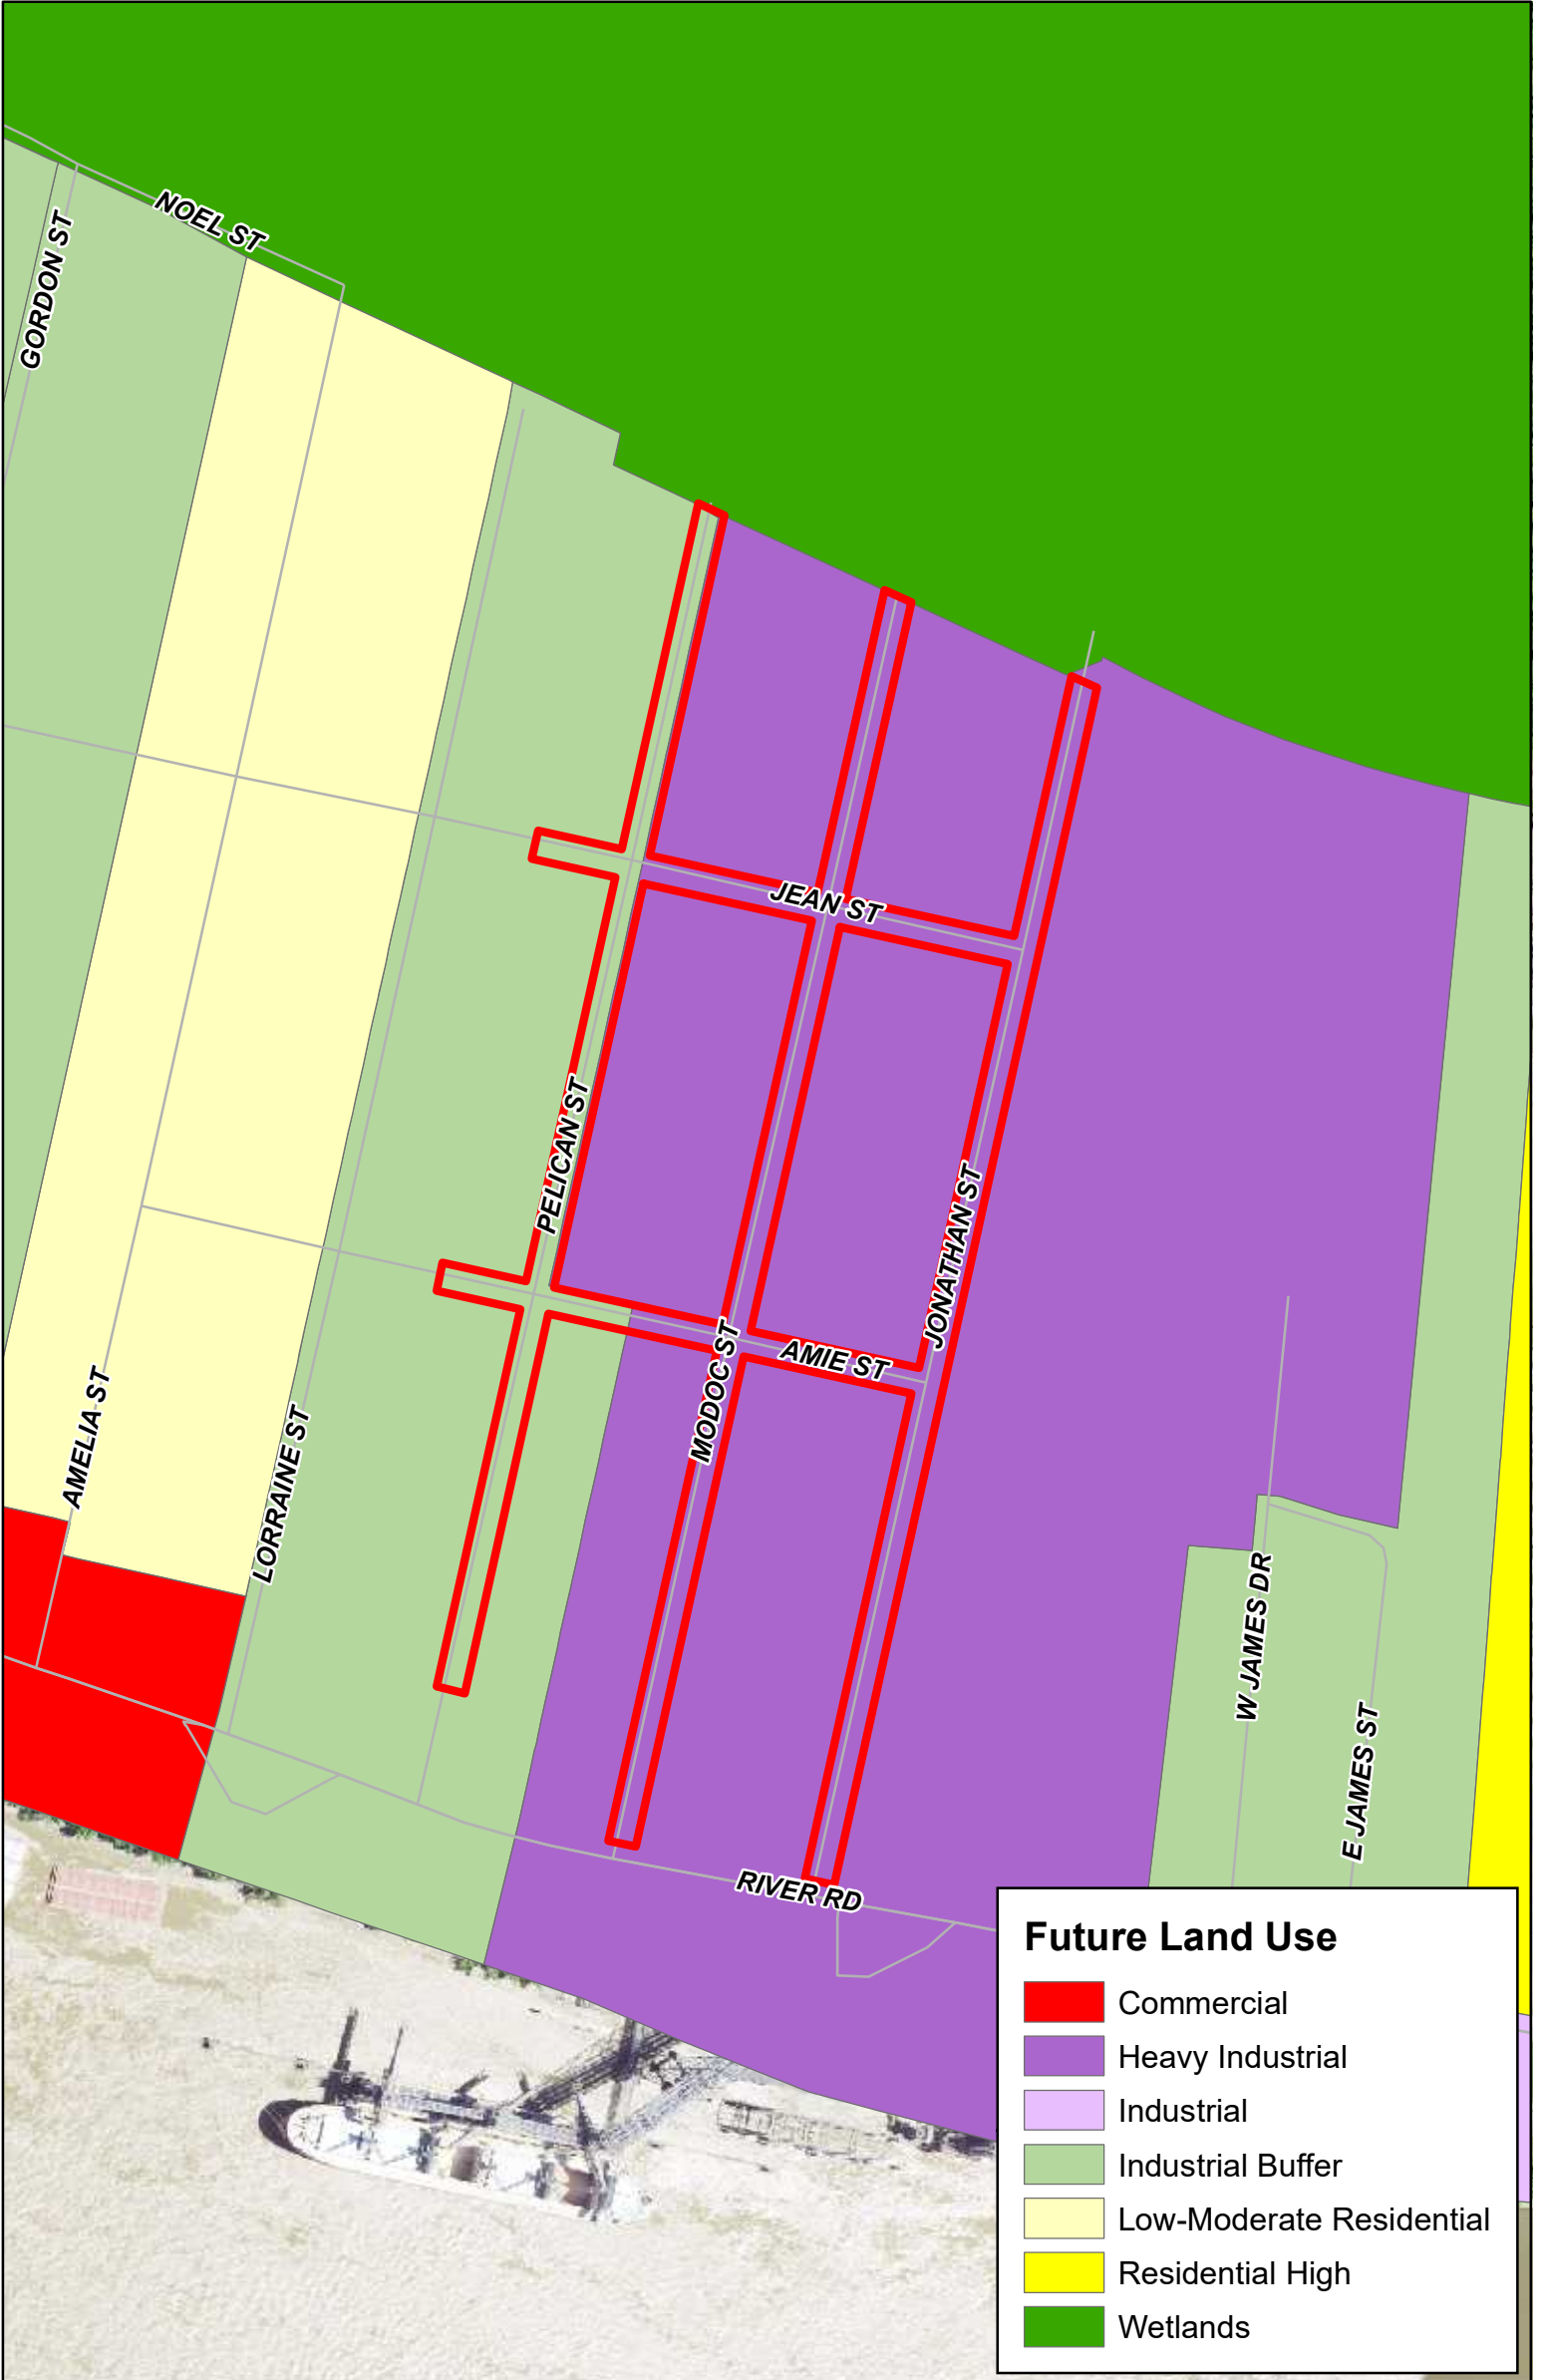 NOEL ST
GORDON ST
JEAN ST
PELICAN ST
JONATHAN ST
MODOC ST
AMIE ST
AMELIA ST
LORRAINE ST
W JAMES DR
E JAMES ST
RIVER RD
Future Land Use
Commercial
Heavy Industrial
Industrial
Industrial Buffer
Low-Moderate Residential
Residential High
Wetlands